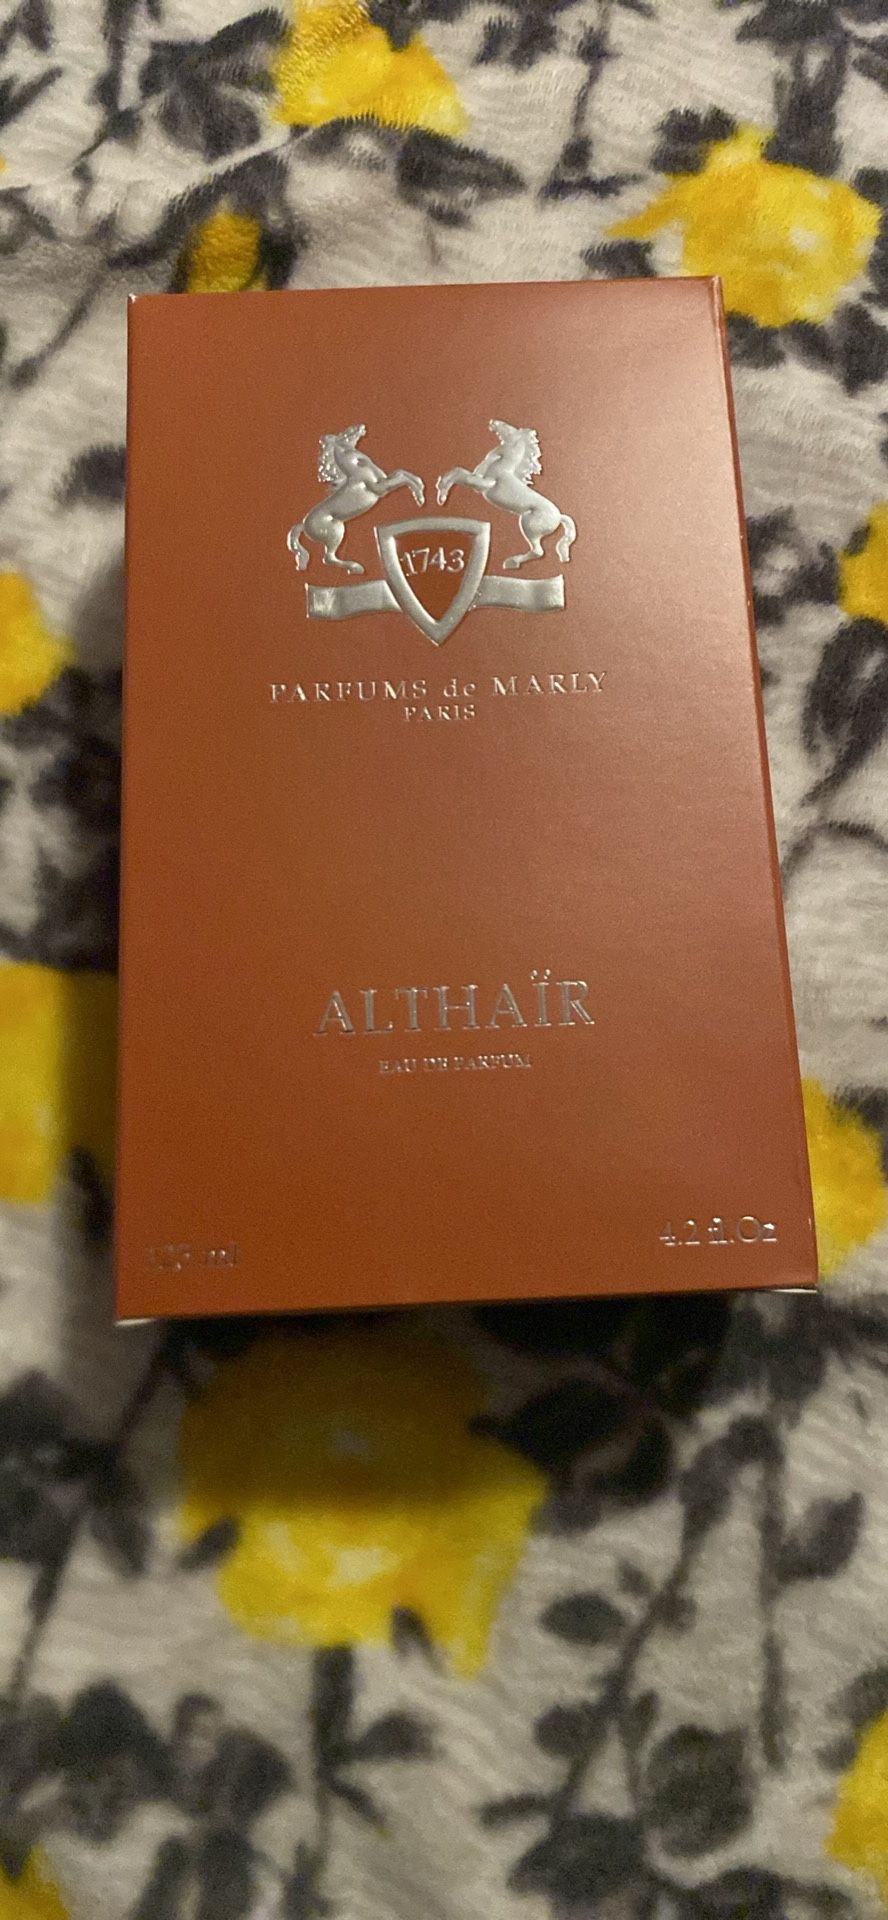 1743
PARFUMS de MARLY
PARIS
ALTHAÏR
EAU DE PARFUM
125 ml
4.2 fl.Oz